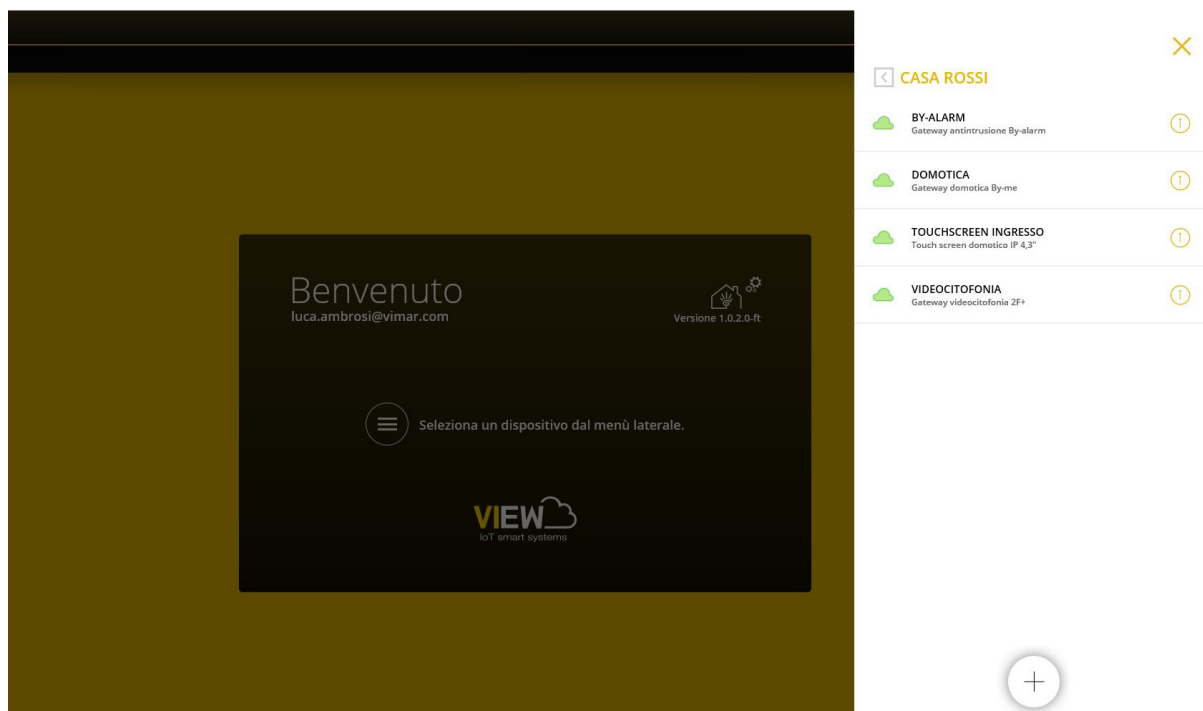 Benvenuto
luca.ambrosi@vimar.com
Versione 1.0.2.0-ft
Seleziona un dispositivo dal menù laterale.
VIEW
IoT smart systems
CASA ROSSI
BY-ALARM
Gateway antintrusione By-alarm
DOMOTICA
Gateway domotica By-me
TOUCHSCREEN INGRESSO
Touch screen domotico IP 4,3"
VIDEOCITOFONIA
Gateway videocitofonia 2F+